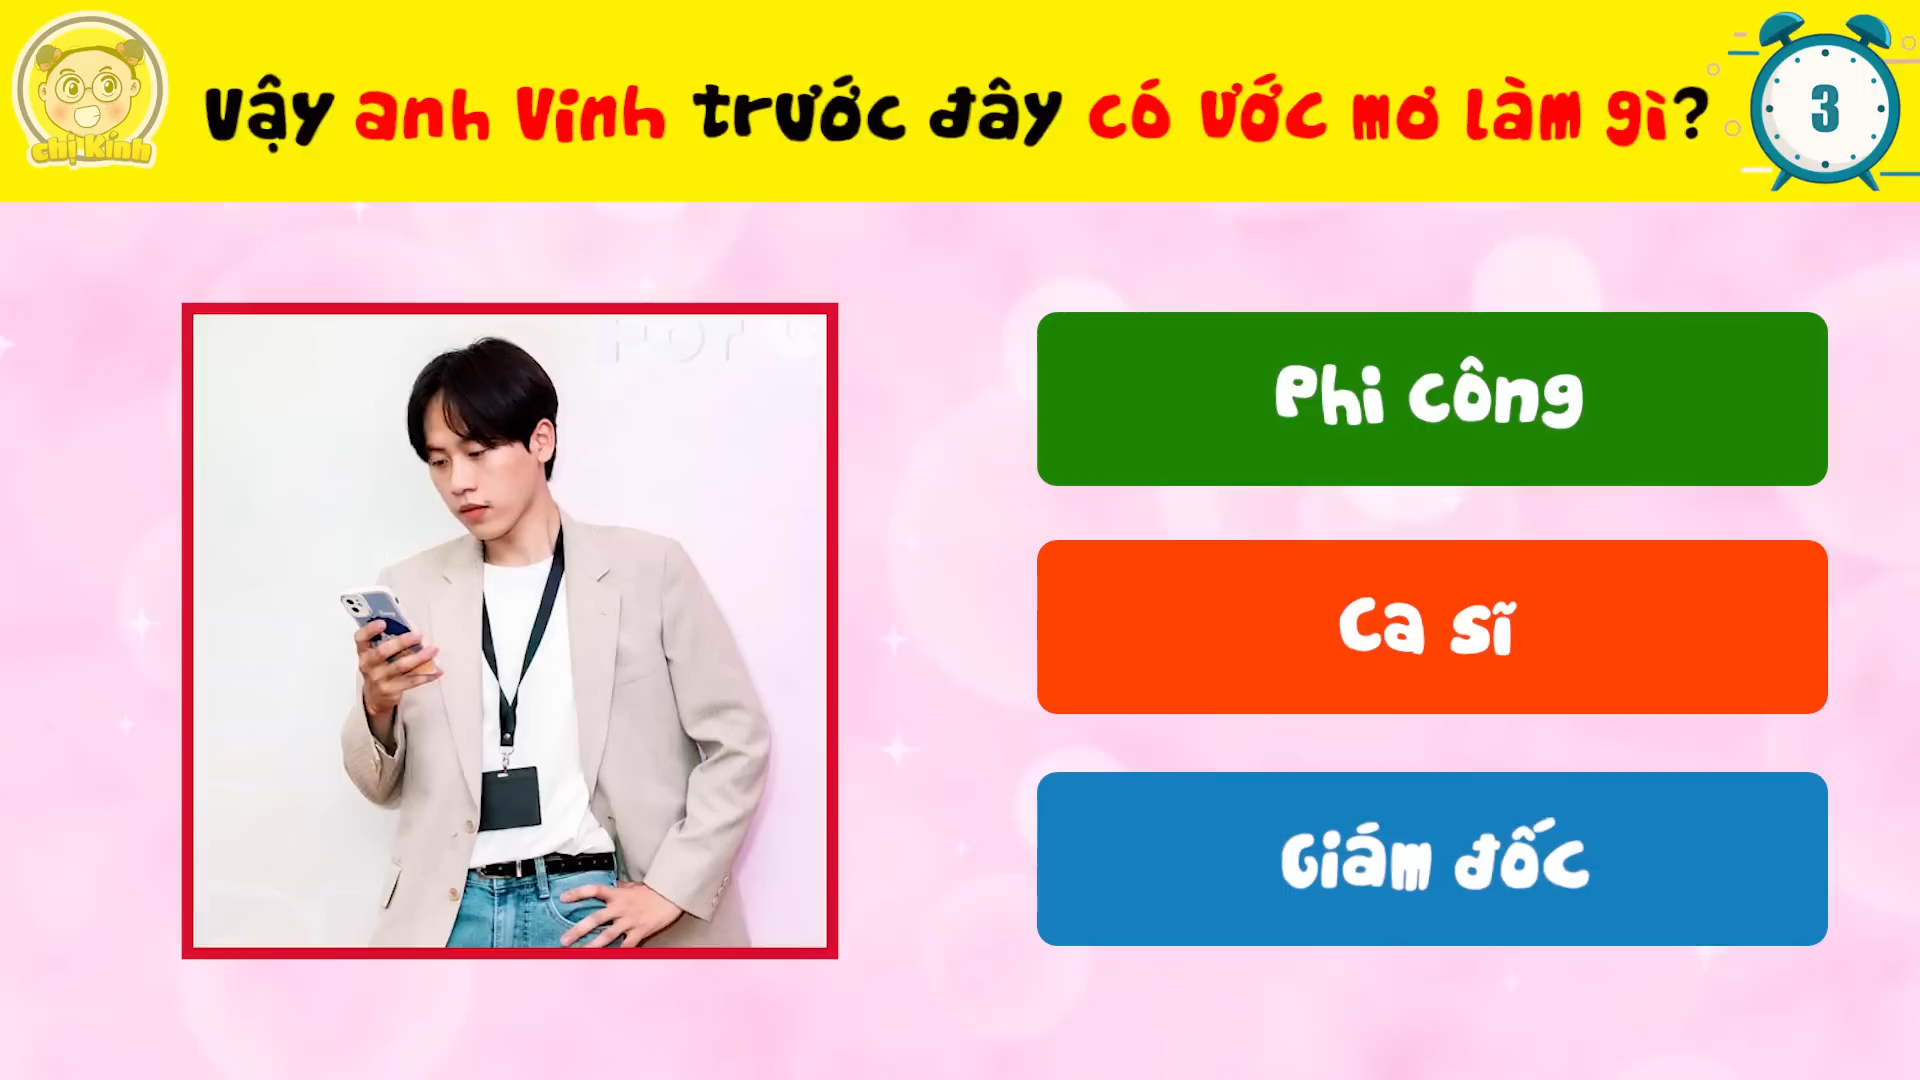 Vậy anh Vinh trước đây có ước mơ làm gì?
3
chị Kính
Phi công
Ca sĩ
Giám đốc